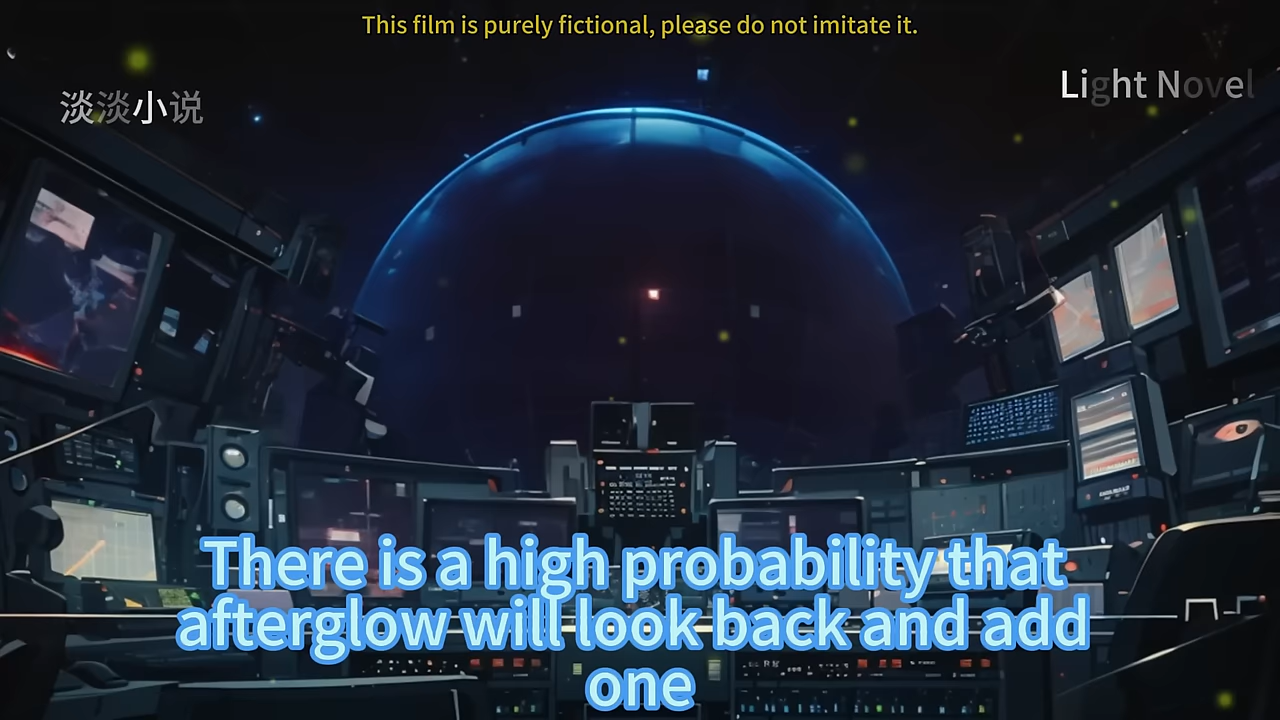 This film is purely fictional, please do not imitate it.
淡淡小说
Light Novel
There is a high probability that
afterglow will look back and add
one